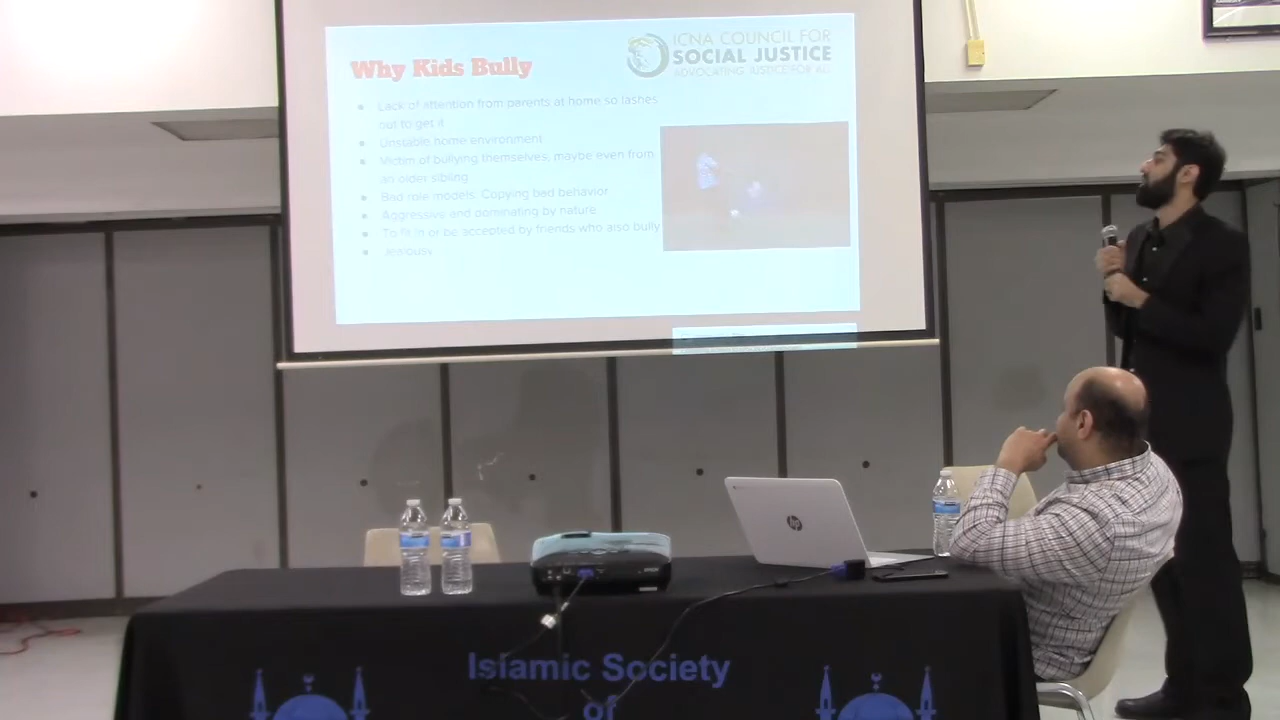 Why Kids Bully
ICNA COUNCIL FOR
SOCIAL JUSTICE
ADVOCATING JUSTICE FOR ALL
Lack of attention from parents at home so lashes
out to get it
Unstable home environment
Victim of bullying themselves, maybe even from
an older sibling
Bad role models. Copying bad behavior
Aggressive and dominating by nature
To fit in or be accepted by friends who also bully
Jealousy
hp
Islamic Society
of